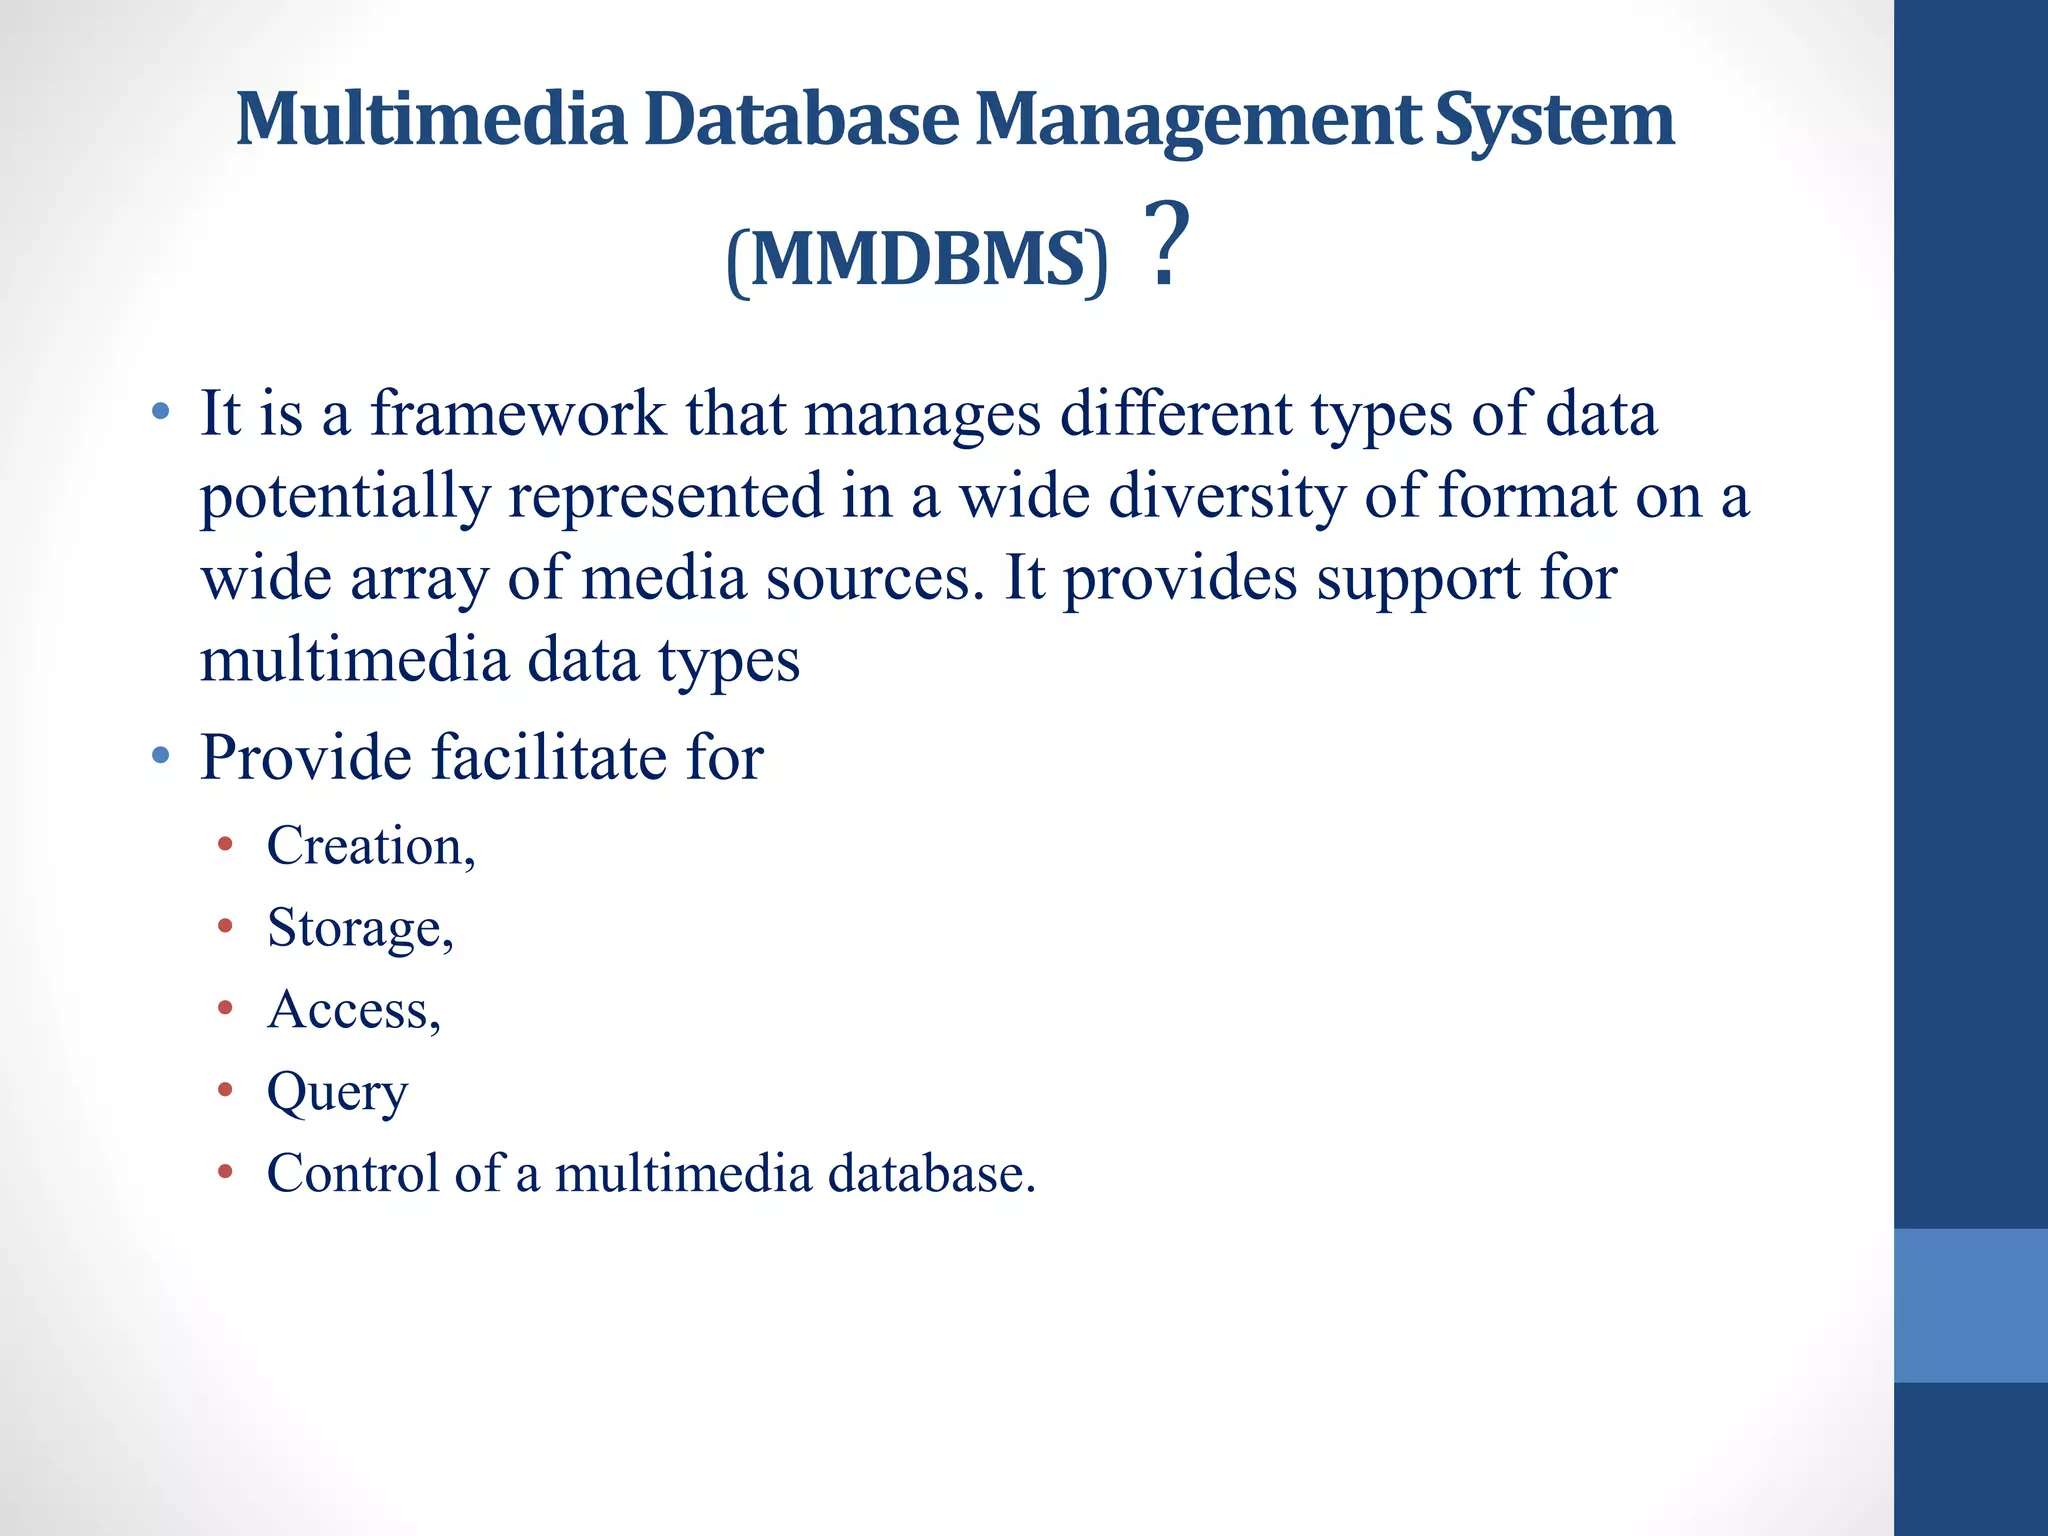 Multimedia Database Management System
(MMDBMS) ?
• It is a framework that manages different types of data
potentially represented in a wide diversity of format on a
wide array of media sources. It provides support for
multimedia data types
• Provide facilitate for
• Creation,
• Storage,
• Access,
• Query
• Control of a multimedia database.